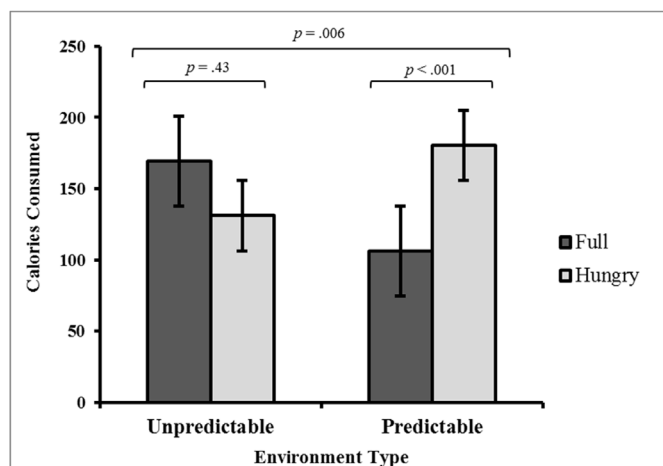 250
200
150
100
50
0
Calories Consumed
p = .006
p = .43
p < .001
Full
Hungry
Unpredictable
Predictable
Environment Type